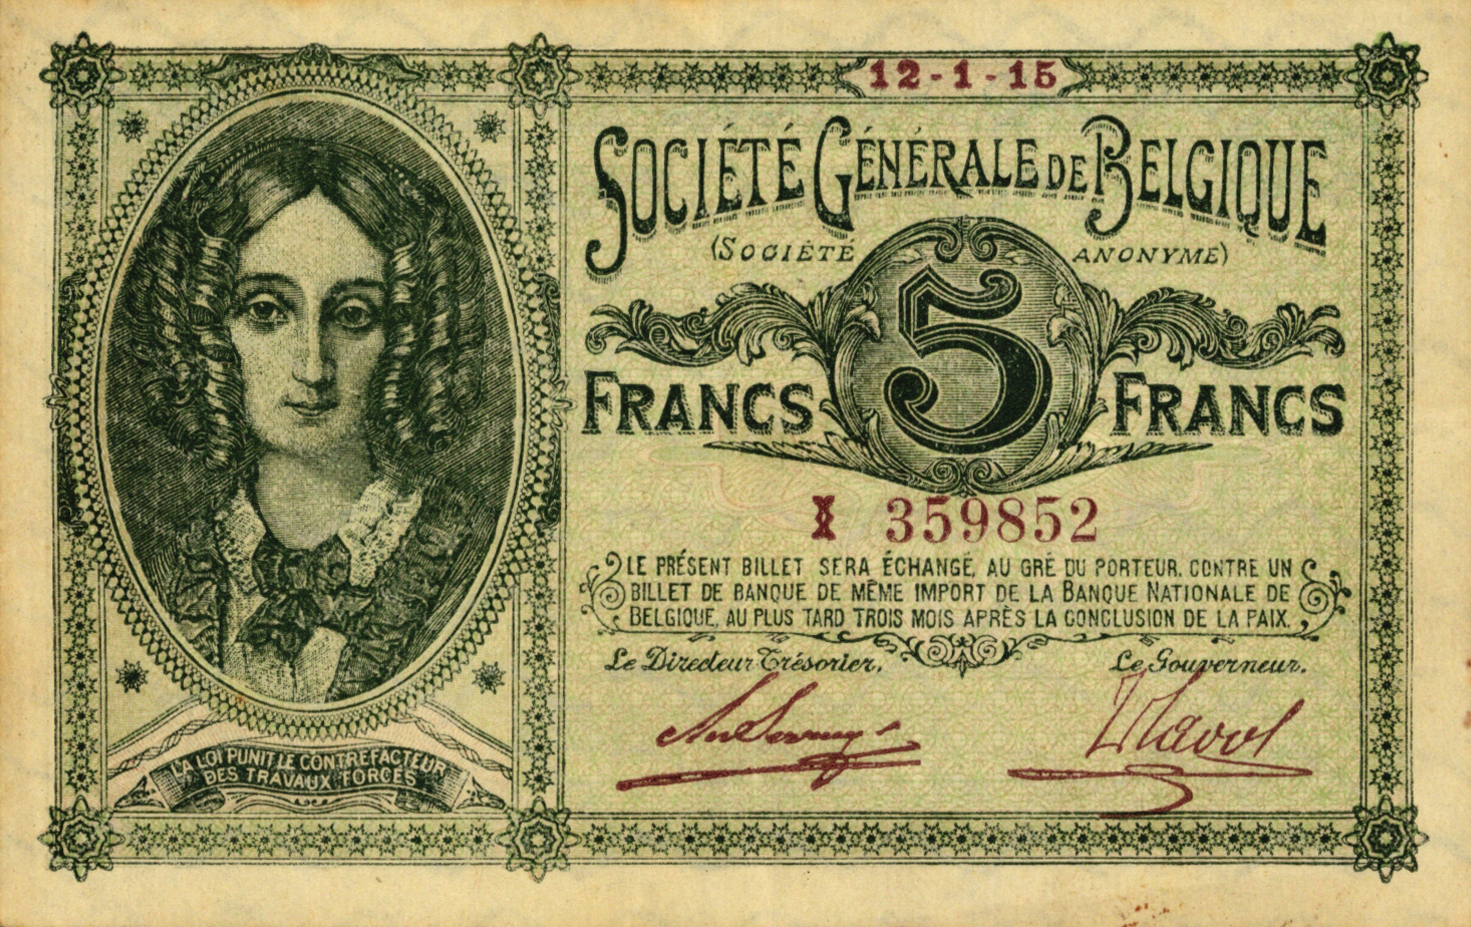 12-1-15
SOCIÉTÉ GÉNÉRALE DE BELGIQUE
(SOCIÉTÉ ANONYME)
5
FRANCS FRANCS
359852
LE PRÉSENT BILLET SERA ÉCHANGÉ, AU GRÉ DU PORTEUR, CONTRE UN
BILLET DE BANQUE DE MÊME IMPORT DE LA BANQUE NATIONALE DE
BELGIQUE, AU PLUS TARD TROIS MOIS APRÈS LA CONCLUSION DE LA PAIX.
Le Directeur Trésorier, Le Gouverneur.
LA LOI PUNIT LE CONTREFACTEUR
DES TRAVAUX FORCÉS